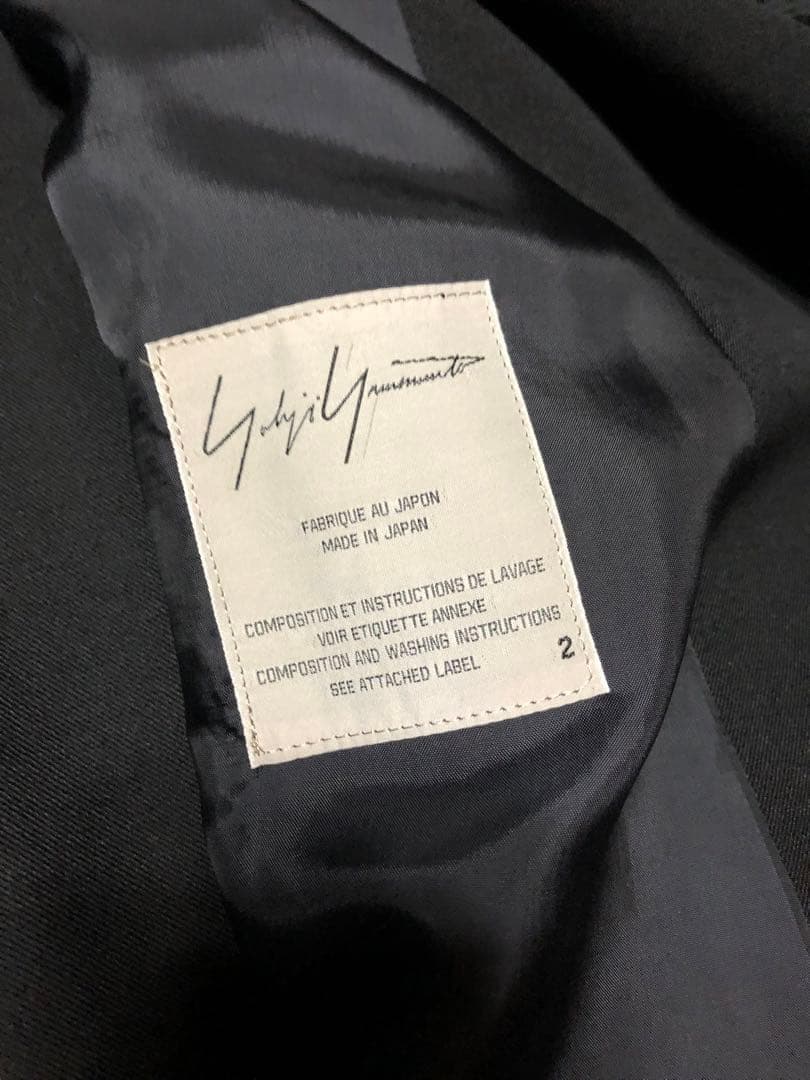 Yohji Yamamoto
FABRIQUE AU JAPON
MADE IN JAPAN
COMPOSITION ET INSTRUCTIONS DE LAVAGE
VOIR ETIQUETTE ANNEXE
COMPOSITION AND WASHING INSTRUCTIONS
SEE ATTACHED LABEL
2